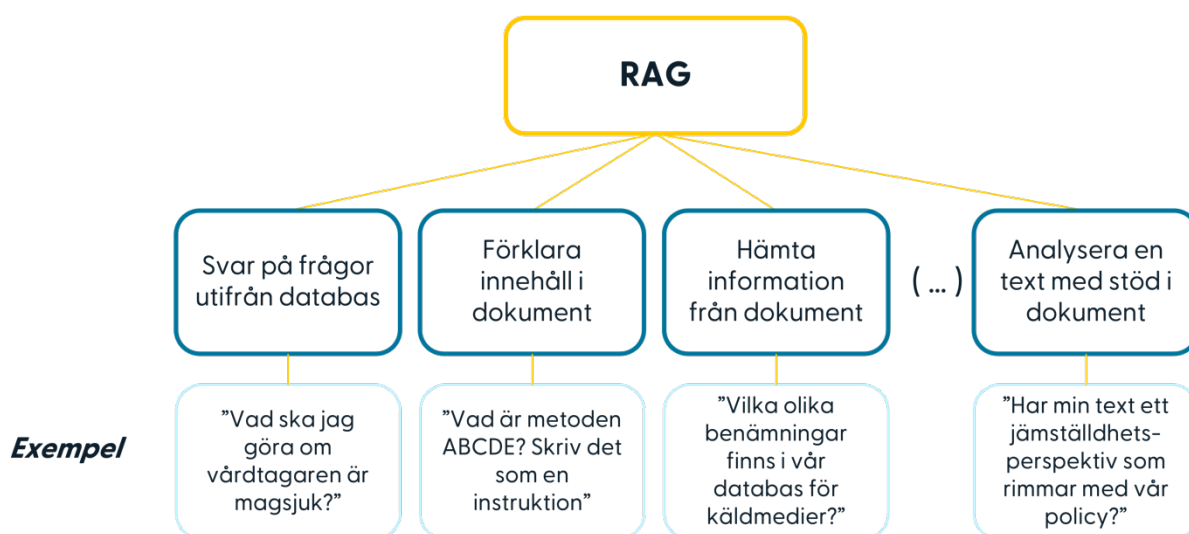 RAG
Svar på frågor
utifrån databas
Förklara
innehåll i
dokument
Hämta
information
från dokument
( ... )
Analysera en
text med stöd i
dokument
Exempel
”Vad ska jag
göra om
vårdtagaren är
magsjuk?”
”Vad är metoden
ABCDE? Skriv det
som en
instruktion”
”Vilka olika
benämningar
finns i vår
databas för
käldmedier?”
”Har min text ett
jämställdhets-
perspektiv som
rimmar med vår
policy?”